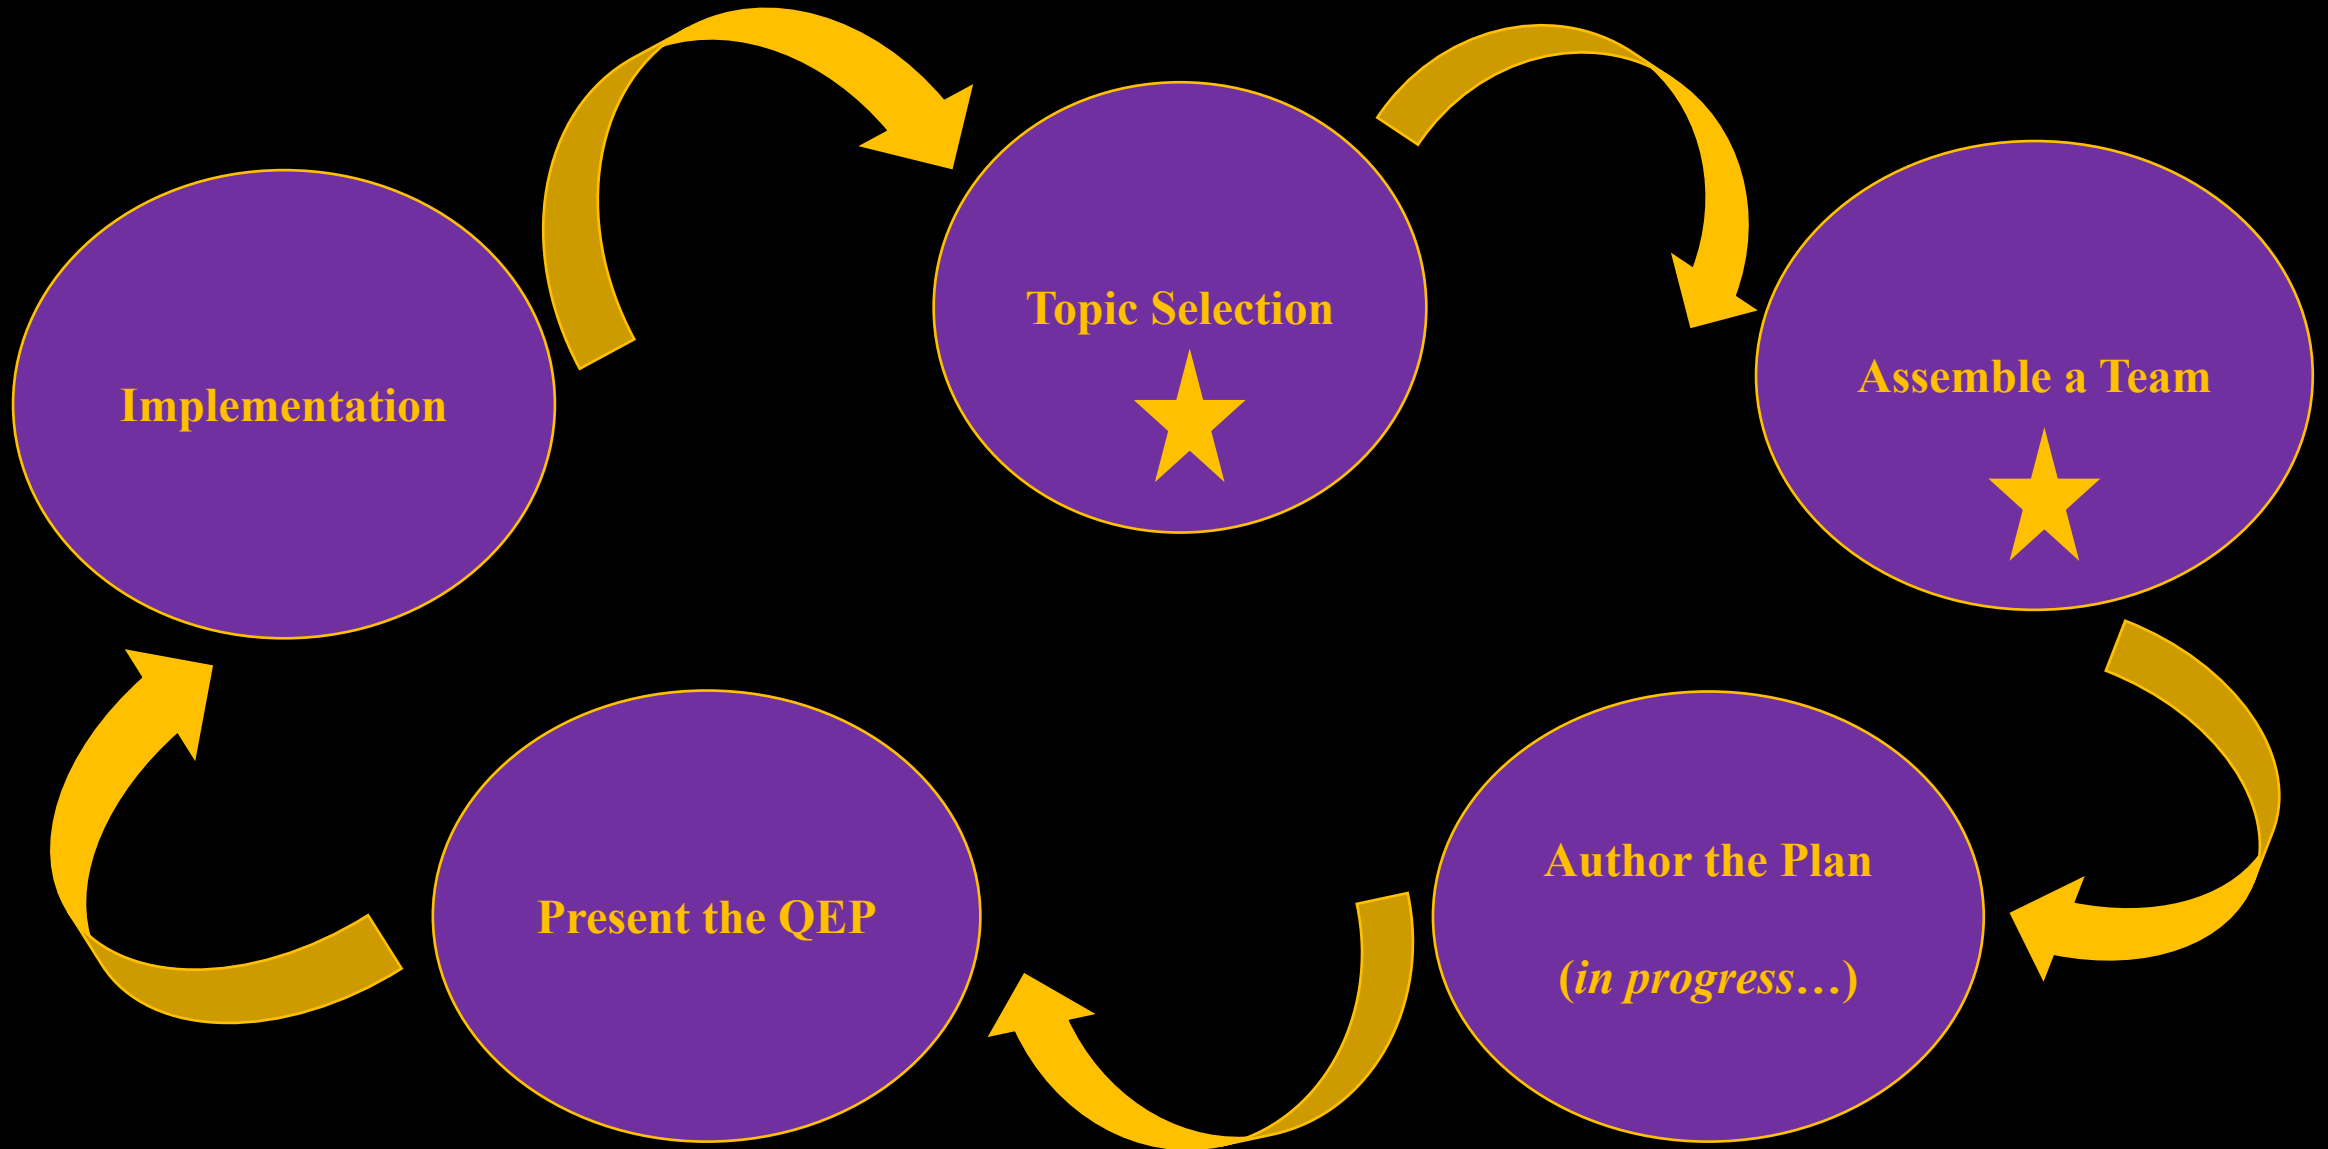 Topic Selection
Assemble a Team
Implementation
Author the Plan
(in progress…)
Present the QEP